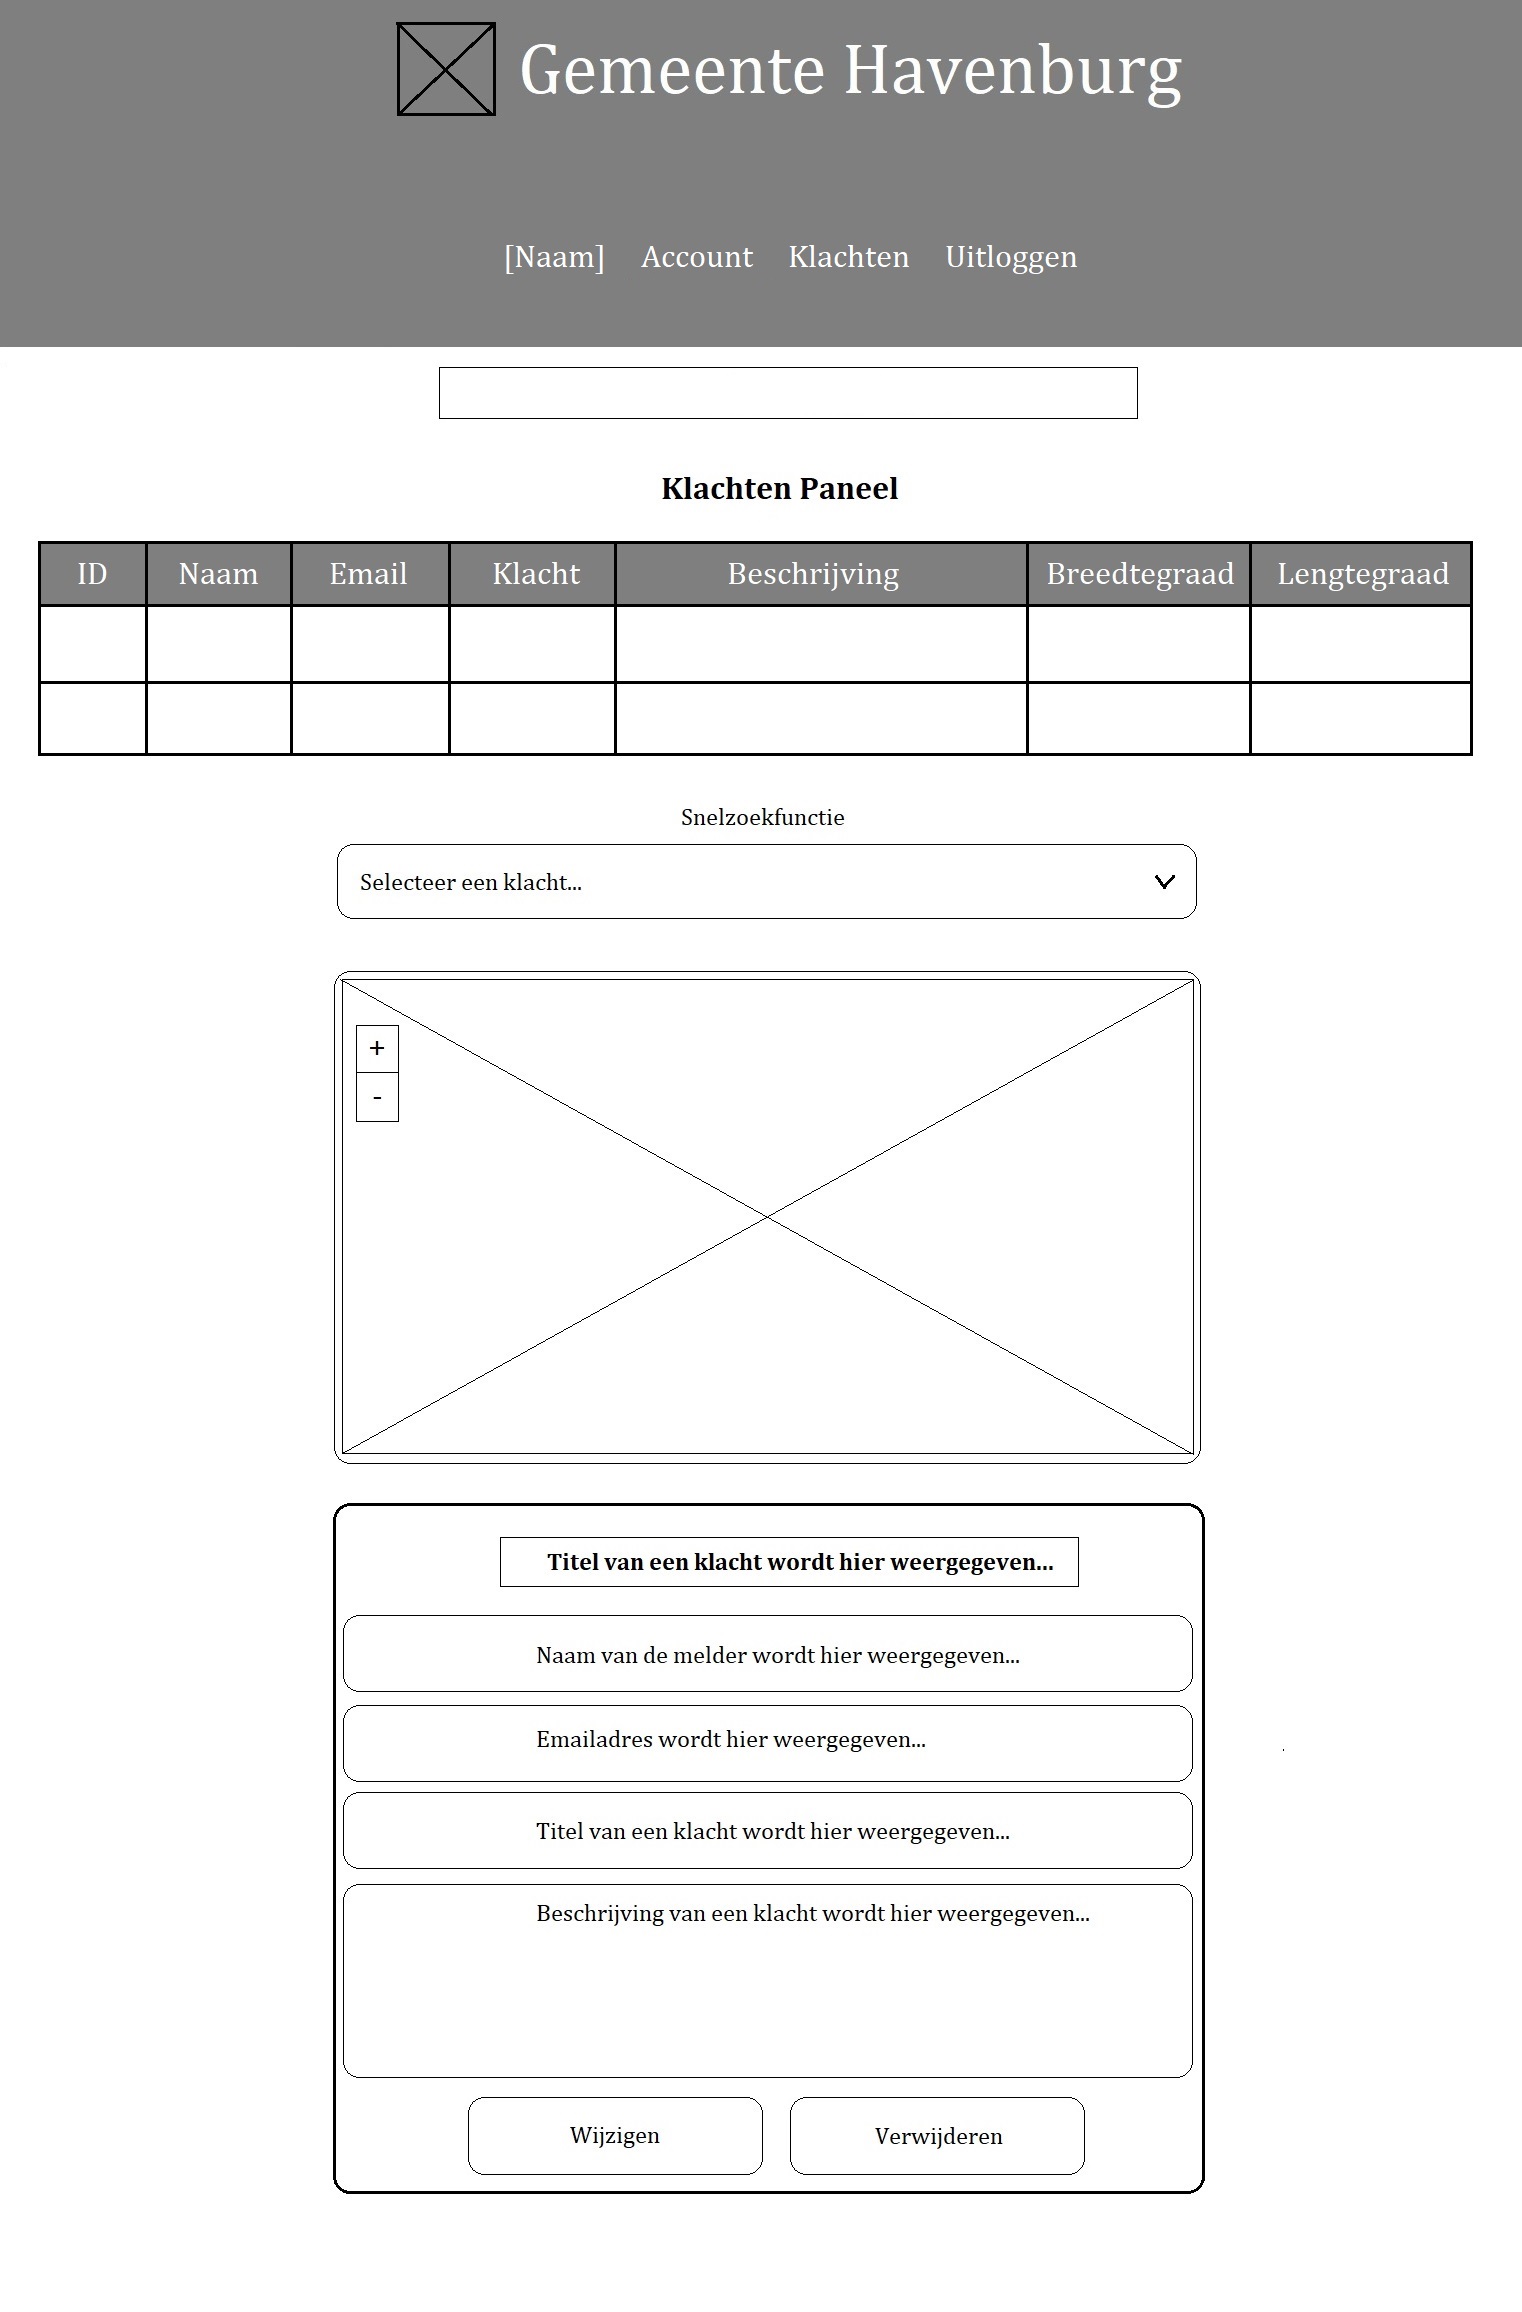 Gemeente Havenburg
[Naam] Account Klachten Uitloggen
Klachten Paneel
ID Naam Email Klacht Beschrijving Breedtegraad Lengtegraad
Snelzoekfunctie
Selecteer een klacht...
+
-
Titel van een klacht wordt hier weergegeven...
Naam van de melder wordt hier weergegeven...
Emailadres wordt hier weergegeven...
Titel van een klacht wordt hier weergegeven...
Beschrijving van een klacht wordt hier weergegeven...
Wijzigen Verwijderen